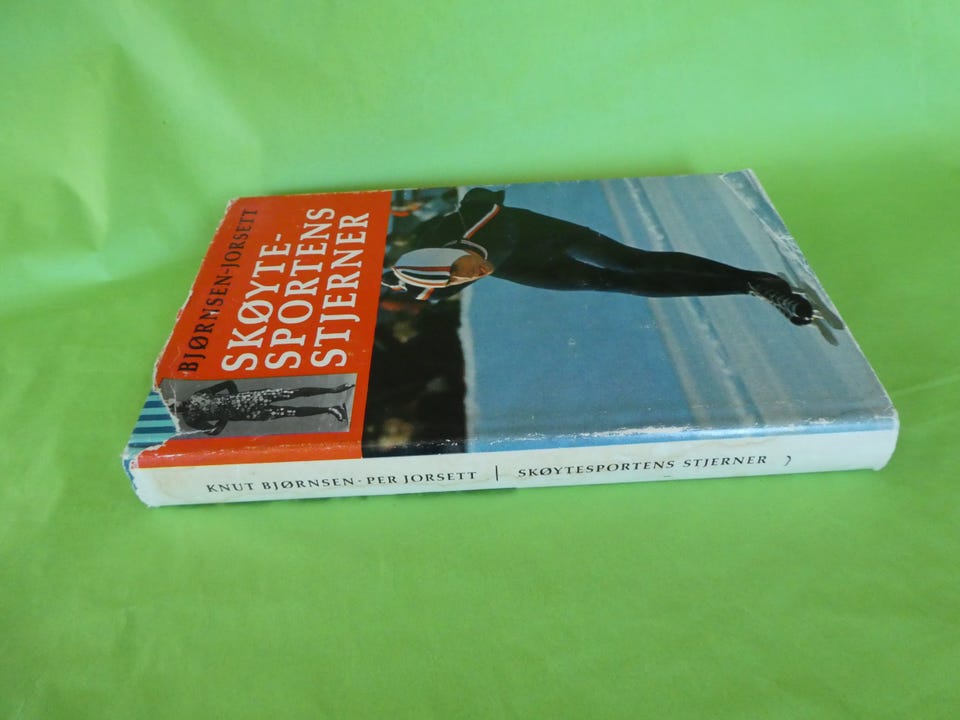 BJØRNSEN-JORSETT
SKØYTE-
SPORTENS
STJERNER
KNUT BJØRNSEN · PER JORSETT | SKØYTESPORTENS STJERNER